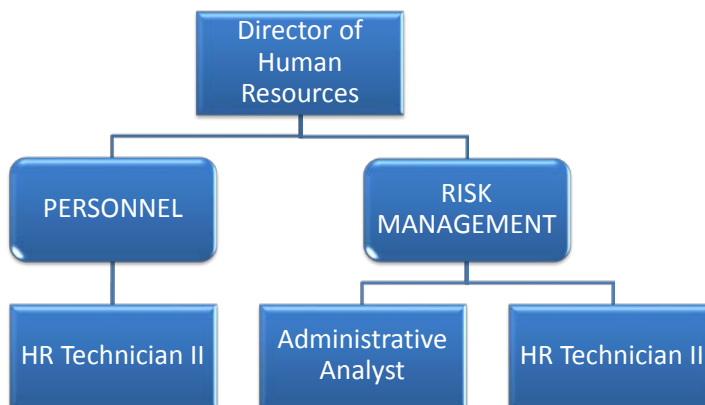 Director of
Human
Resources
PERSONNEL
RISK
MANAGEMENT
HR Technician II
Administrative
Analyst
HR Technician II